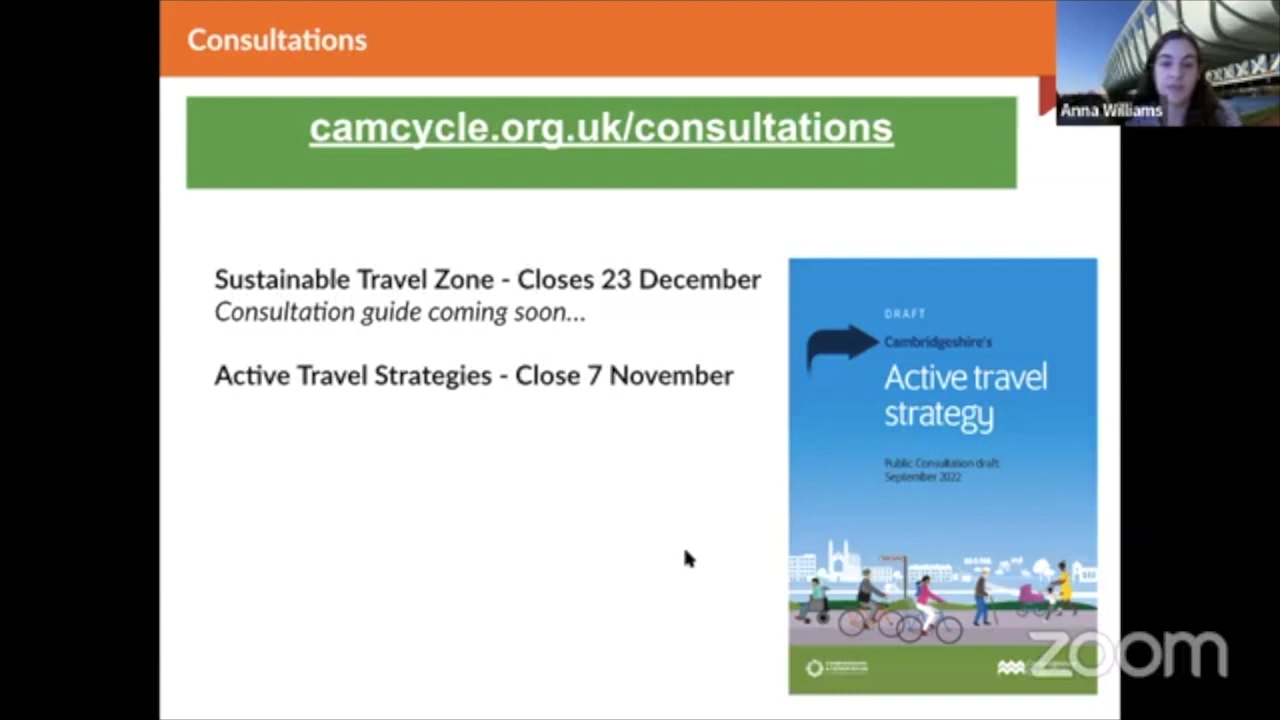 Consultations
Anna Williams
camcycle.org.uk/consultations
Sustainable Travel Zone - Closes 23 December
Consultation guide coming soon...
Active Travel Strategies - Close 7 November
DRAFT
Cambridgeshire's
Active travel
strategy
Public Consultation draft
September 2022
zoom